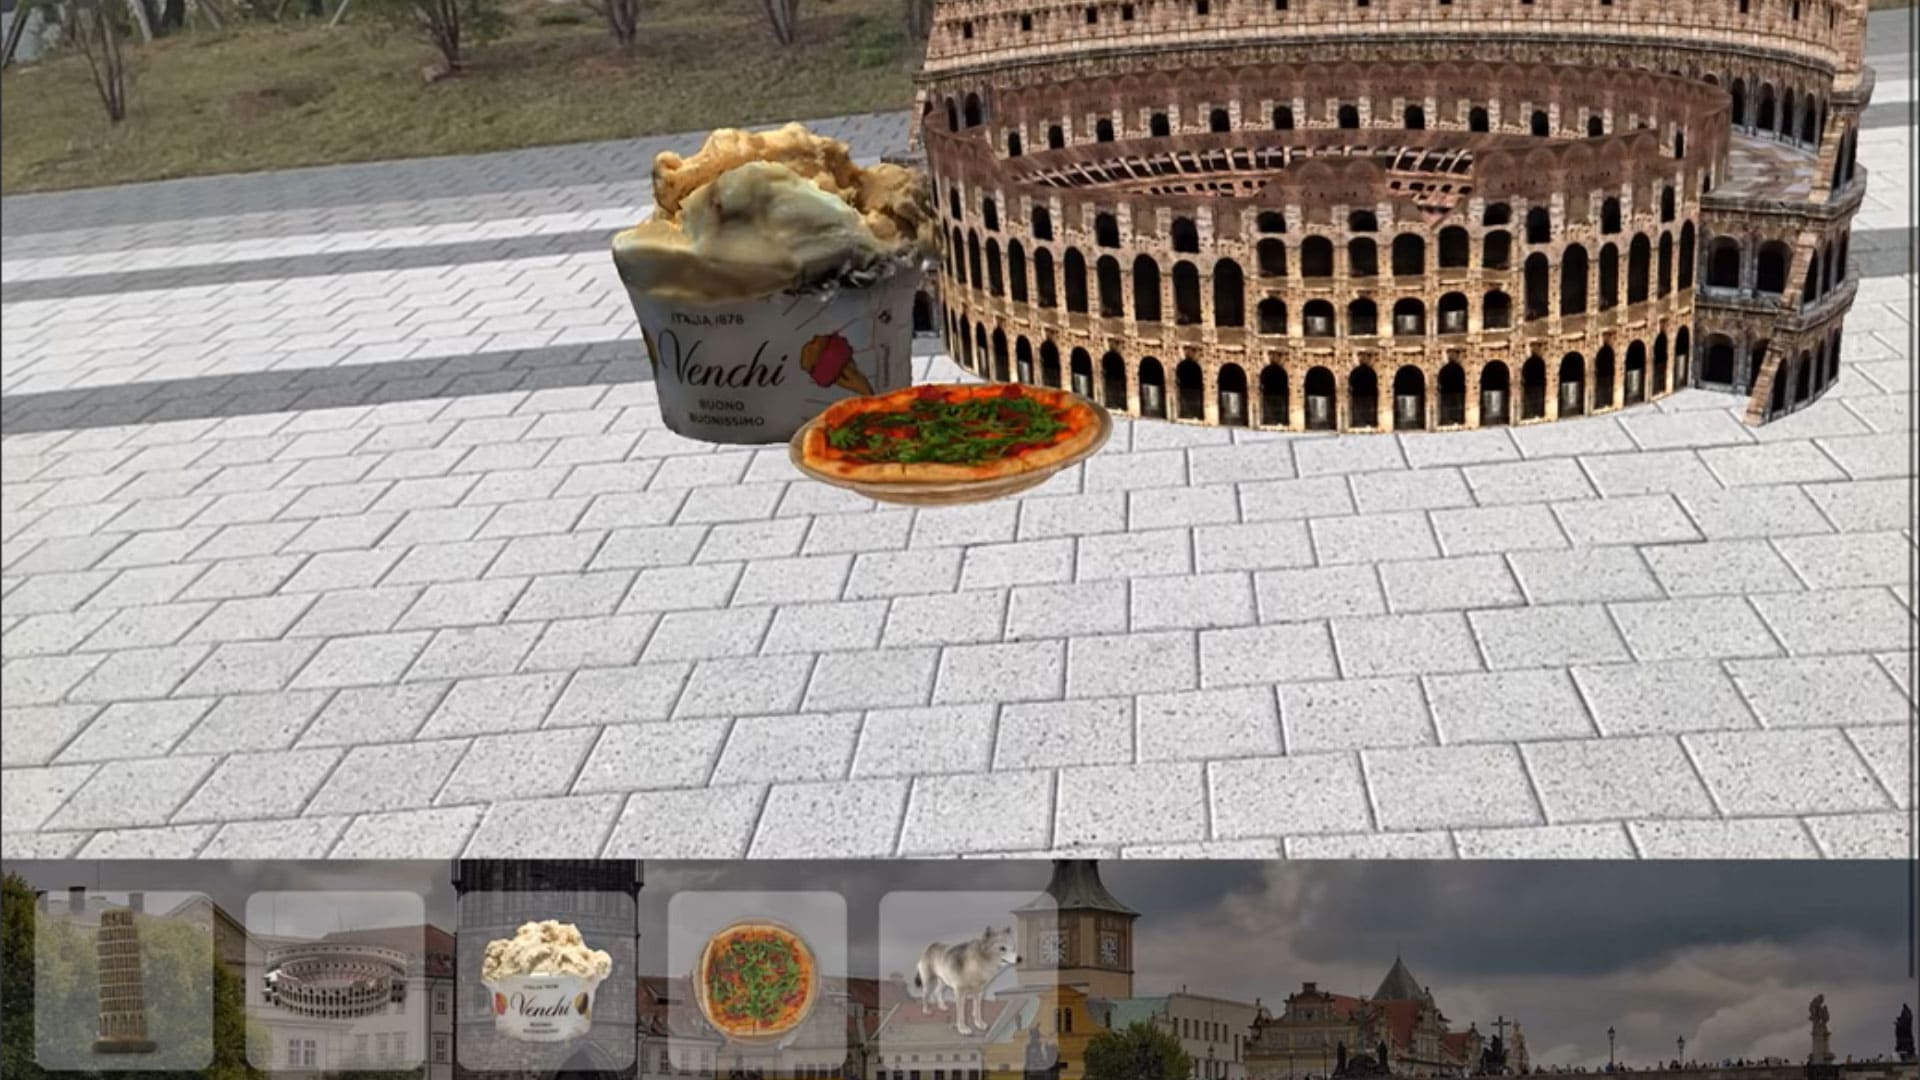 ITALIA 1878
Venchi
BUONO
BUONISSIMO
Venchi